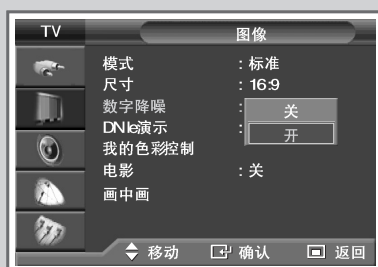 TV 图像
模式 : 标准
尺寸 : 16:9
数字降噪 : 关
DNIe演示 : 开
我的色彩控制
电影 : 关
画中画
移动 确认 返回